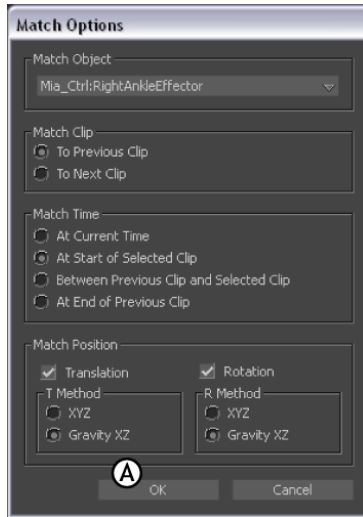 Match Options
Match Object
Mia_Ctrl:RightAnkleEffector
Match Clip
To Previous Clip
To Next Clip
Match Time
At Current Time
At Start of Selected Clip
Between Previous Clip and Selected Clip
At End of Previous Clip
Match Position
Translation
Rotation
T Method
XYZ
Gravity XZ
R Method
XYZ
Gravity XZ
A
OK
Cancel